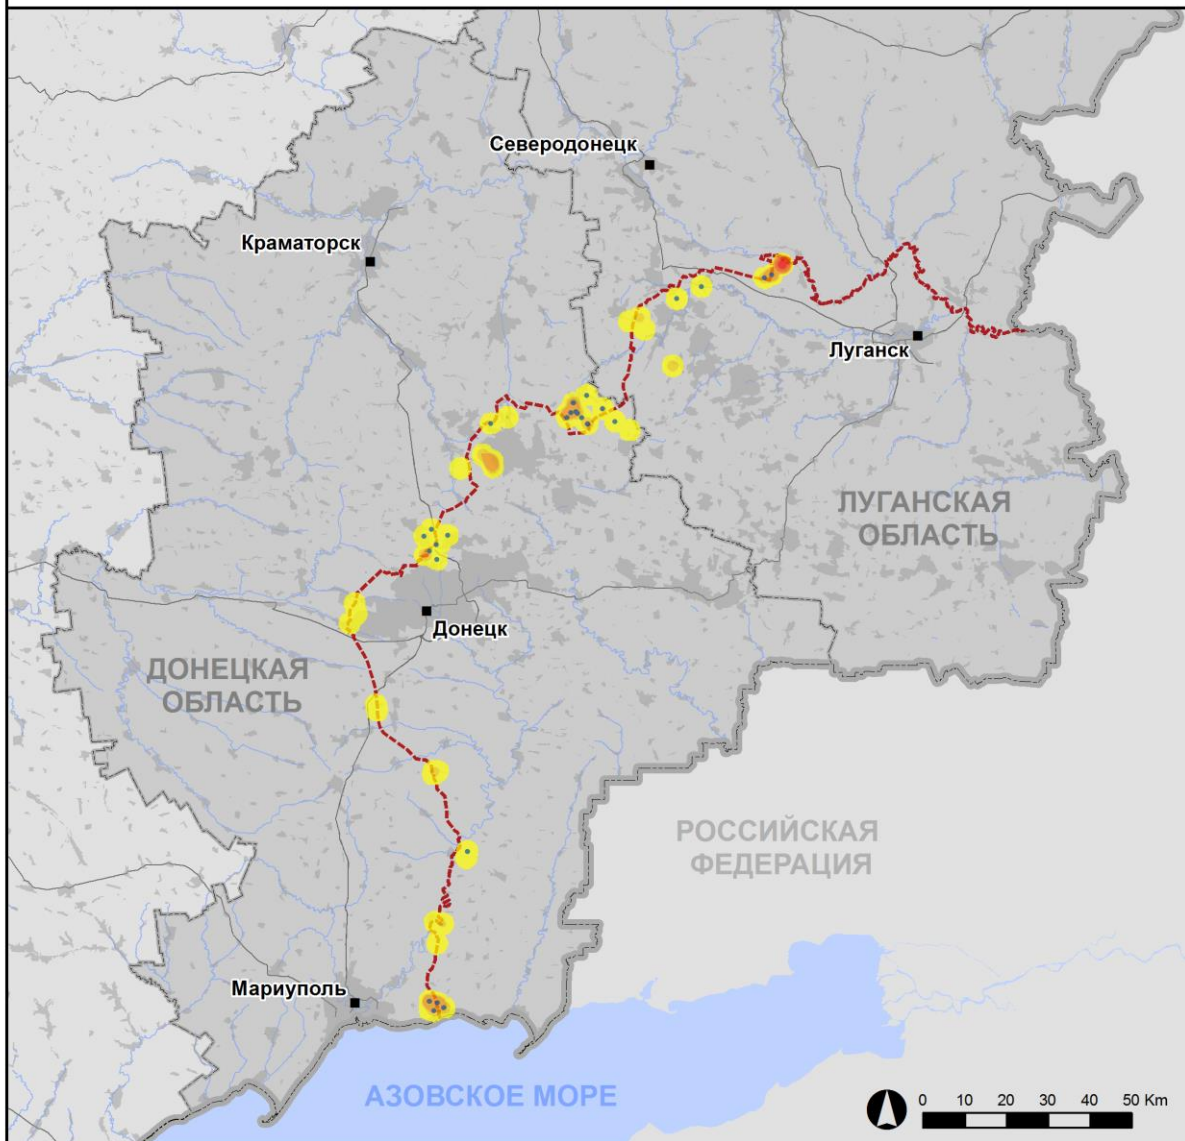 Северодонецк
Краматорск
Луганск
ЛУГАНСКАЯ
ОБЛАСТЬ
Донецк
ДОНЕЦКАЯ
ОБЛАСТЬ
РОССИЙСКАЯ
ФЕДЕРАЦИЯ
Мариуполь
АЗОВСКОЕ МОРЕ
0 10 20 30 40 50 Km